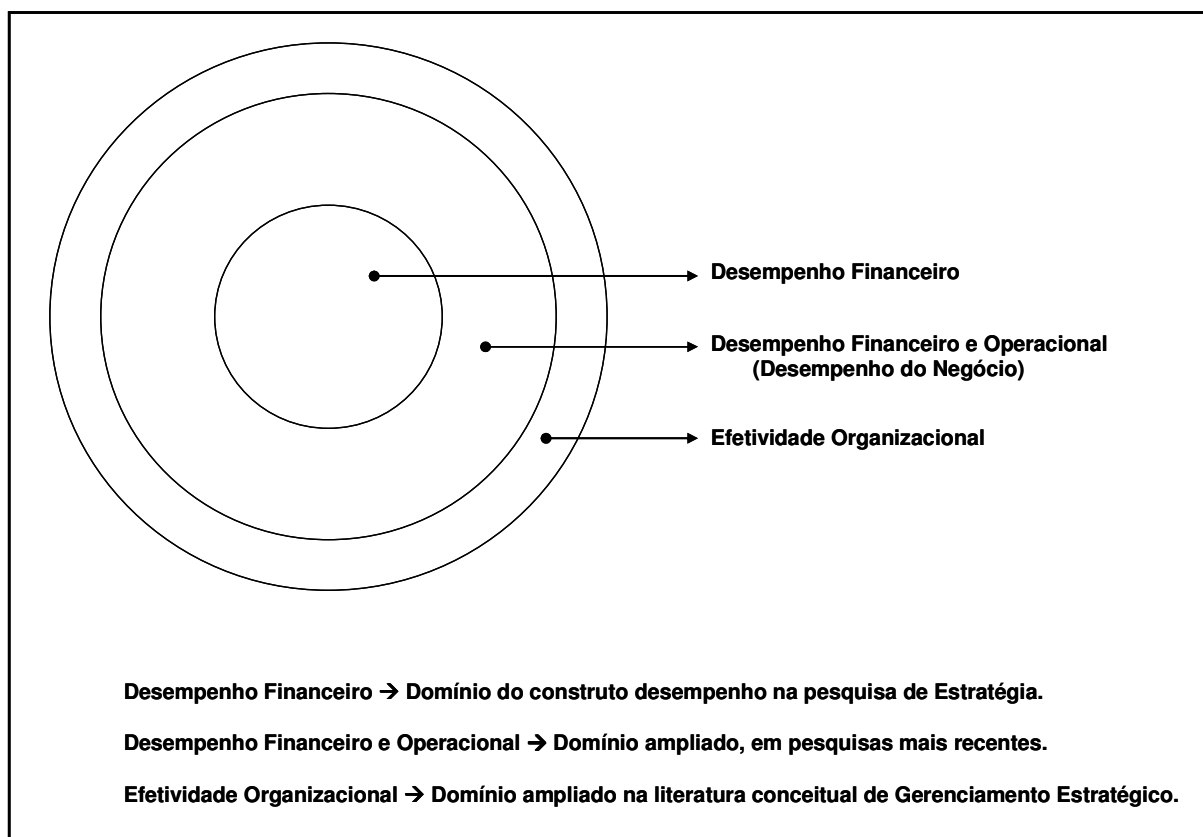 Desempenho Financeiro
Desempenho Financeiro e Operacional
(Desempenho do Negócio)
Efetividade Organizacional
Desempenho Financeiro → Domínio do construto desempenho na pesquisa de Estratégia.
Desempenho Financeiro e Operacional → Domínio ampliado, em pesquisas mais recentes.
Efetividade Organizacional → Domínio ampliado na literatura conceitual de Gerenciamento Estratégico.